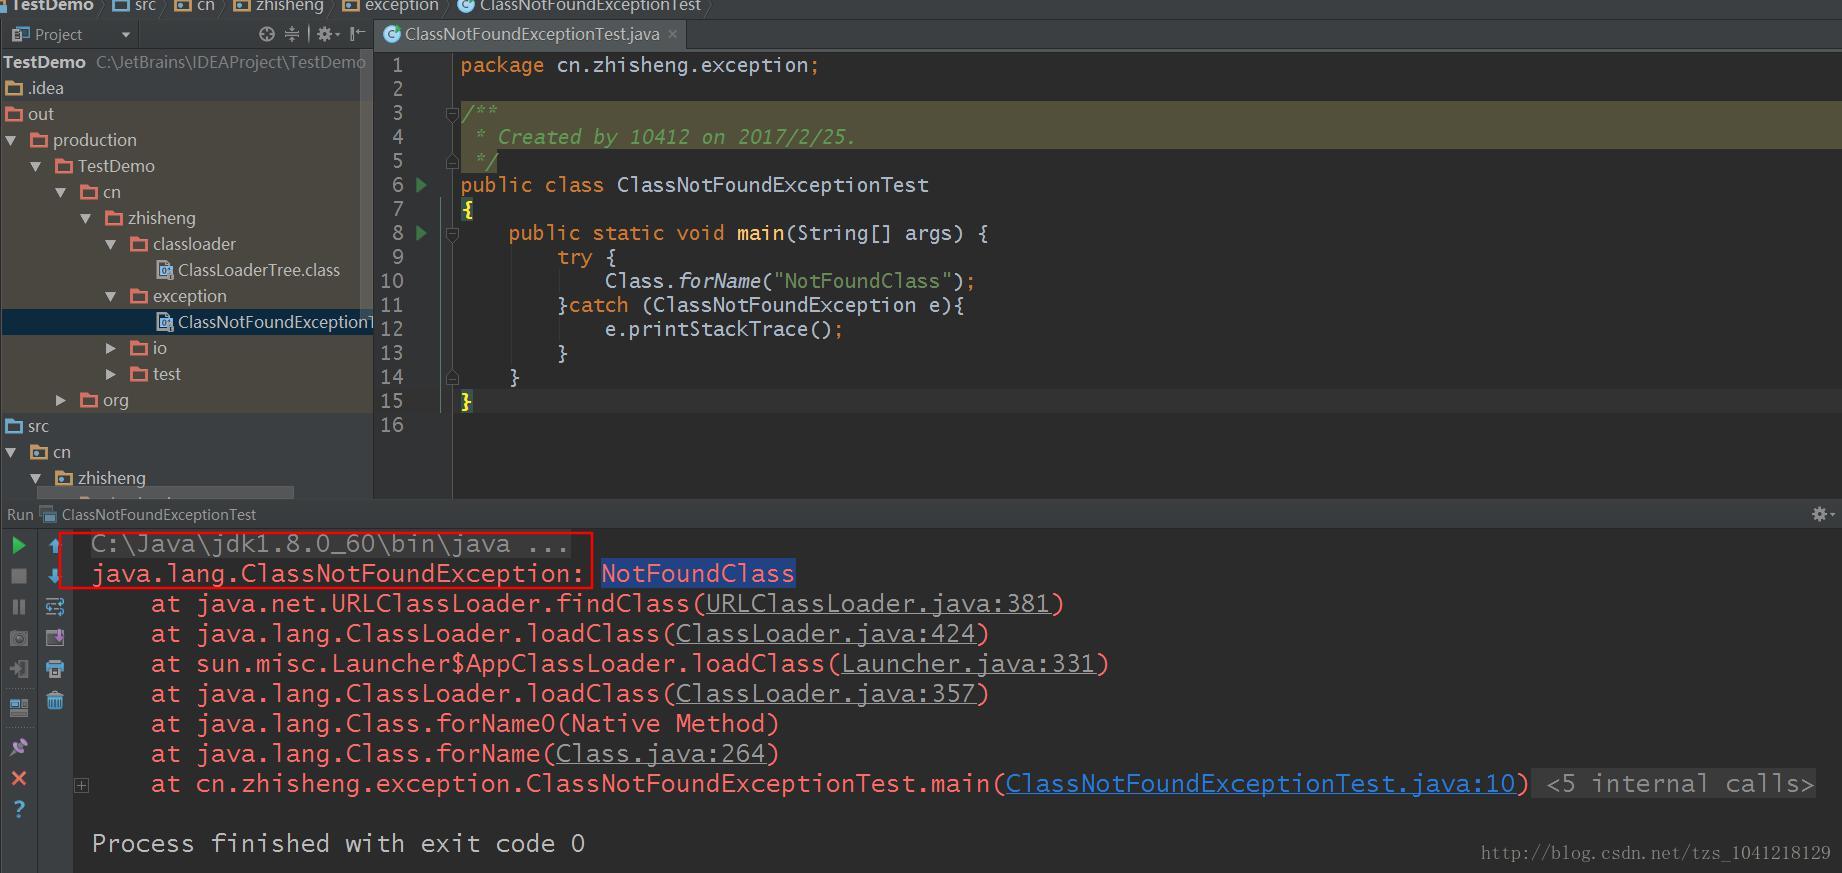 TestDemo src cn zhisheng exception ClassNotFoundExceptionTest
Project
ClassNotFoundExceptionTest.java
TestDemo C:\JetBrains\IDEAProject\TestDemo
.idea
out
production
TestDemo
cn
zhisheng
classloader
ClassLoaderTree.class
exception
ClassNotFoundExceptionT
io
test
org
src
cn
zhisheng
1 package cn.zhisheng.exception;
2
3 /**
4 * Created by 10412 on 2017/2/25.
5 */
6 public class ClassNotFoundExceptionTest
7 {
8 public static void main(String[] args) {
9 try {
10 Class.forName("NotFoundClass");
11 }catch (ClassNotFoundException e){
12 e.printStackTrace();
13 }
14 }
15 }
16
Run ClassNotFoundExceptionTest
C:\Java\jdk1.8.0_60\bin\java ...
java.lang.ClassNotFoundException: NotFoundClass
at java.net.URLClassLoader.findClass(URLClassLoader.java:381)
at java.lang.ClassLoader.loadClass(ClassLoader.java:424)
at sun.misc.Launcher$AppClassLoader.loadClass(Launcher.java:331)
at java.lang.ClassLoader.loadClass(ClassLoader.java:357)
at java.lang.Class.forName0(Native Method)
at java.lang.Class.forName(Class.java:264)
at cn.zhisheng.exception.ClassNotFoundExceptionTest.main(ClassNotFoundExceptionTest.java:10) <5 internal calls>
Process finished with exit code 0
http://blog.csdn.net/tzs_1041218129